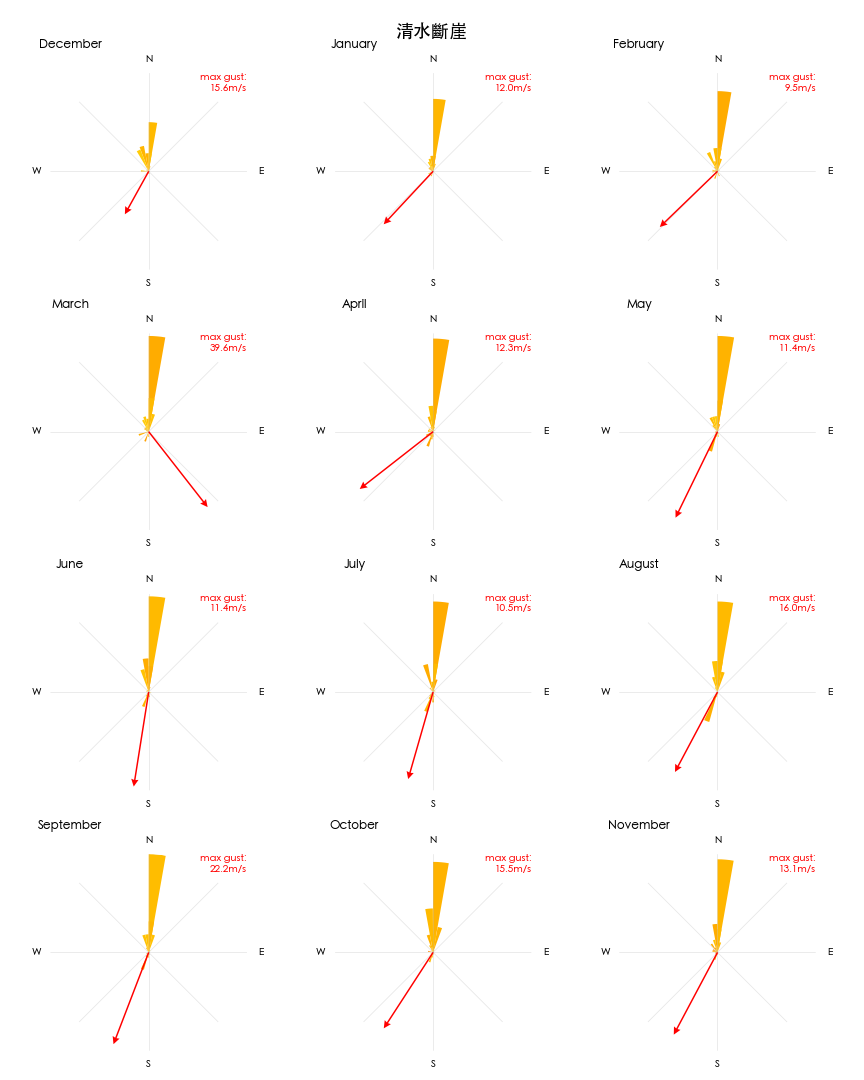 清水斷崖
December
N
max gust:
15.6m/s
W
E
S
January
N
max gust:
12.0m/s
W
E
S
February
N
max gust:
9.5m/s
W
E
S
March
N
max gust:
39.6m/s
W
E
S
April
N
max gust:
12.3m/s
W
E
S
May
N
max gust:
11.4m/s
W
E
S
June
N
max gust:
11.4m/s
W
E
S
July
N
max gust:
10.5m/s
W
E
S
August
N
max gust:
16.0m/s
W
E
S
September
N
max gust:
22.2m/s
W
E
S
October
N
max gust:
15.5m/s
W
E
S
November
N
max gust:
13.1m/s
W
E
S